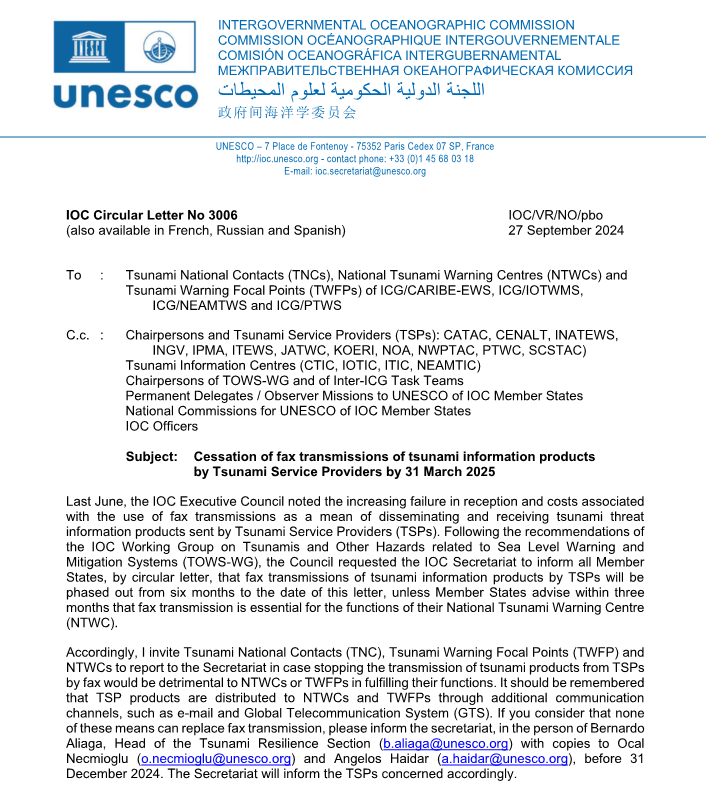 unesco
INTERGOVERNMENTAL OCEANOGRAPHIC COMMISSION
COMMISSION OCÉANOGRAPHIQUE INTERGOUVERNEMENTALE
COMISIÓN OCEANOGRÁFICA INTERGUBERNAMENTAL
МЕЖПРАВИТЕЛЬСТВЕННАЯ ОКЕАНОГРАФИЧЕСКАЯ КОМИССИЯ
اللجنة الدولية الحكومية لعلوم المحيطات
政府间海洋学委员会
UNESCO – 7 Place de Fontenoy - 75352 Paris Cedex 07 SP, France
http://ioc.unesco.org - contact phone: +33 (0)1 45 68 03 18
E-mail: ioc.secretariat@unesco.org
IOC Circular Letter No 3006 IOC/VR/NO/pbo
(also available in French, Russian and Spanish) 27 September 2024
To : Tsunami National Contacts (TNCs), National Tsunami Warning Centres (NTWCs) and
Tsunami Warning Focal Points (TWFPs) of ICG/CARIBE-EWS, ICG/IOTWMS,
ICG/NEAMTWS and ICG/PTWS
C.c. : Chairpersons and Tsunami Service Providers (TSPs): CATAC, CENALT, INATEWS,
INGV, IPMA, ITEWS, JATWC, KOERI, NOA, NWPTAC, PTWC, SCSTAC)
Tsunami Information Centres (CTIC, IOTIC, ITIC, NEAMTIC)
Chairpersons of TOWS-WG and of Inter-ICG Task Teams
Permanent Delegates / Observer Missions to UNESCO of IOC Member States
National Commissions for UNESCO of IOC Member States
IOC Officers
Subject: Cessation of fax transmissions of tsunami information products
by Tsunami Service Providers by 31 March 2025
Last June, the IOC Executive Council noted the increasing failure in reception and costs associated
with the use of fax transmissions as a mean of disseminating and receiving tsunami threat
information products sent by Tsunami Service Providers (TSPs). Following the recommendations of
the IOC Working Group on Tsunamis and Other Hazards related to Sea Level Warning and
Mitigation Systems (TOWS-WG), the Council requested the IOC Secretariat to inform all Member
States, by circular letter, that fax transmissions of tsunami information products by TSPs will be
phased out from six months to the date of this letter, unless Member States advise within three
months that fax transmission is essential for the functions of their National Tsunami Warning Centre
(NTWC).
Accordingly, I invite Tsunami National Contacts (TNC), Tsunami Warning Focal Points (TWFP) and
NTWCs to report to the Secretariat in case stopping the transmission of tsunami products from TSPs
by fax would be detrimental to NTWCs or TWFPs in fulfilling their functions. It should be remembered
that TSP products are distributed to NTWCs and TWFPs through additional communication
channels, such as e-mail and Global Telecommunication System (GTS). If you consider that none
of these means can replace fax transmission, please inform the secretariat, in the person of Bernardo
Aliaga, Head of the Tsunami Resilience Section (b.aliaga@unesco.org) with copies to Ocal
Necmioglu (o.necmioglu@unesco.org) and Angelos Haidar (a.haidar@unesco.org), before 31
December 2024. The Secretariat will inform the TSPs concerned accordingly.